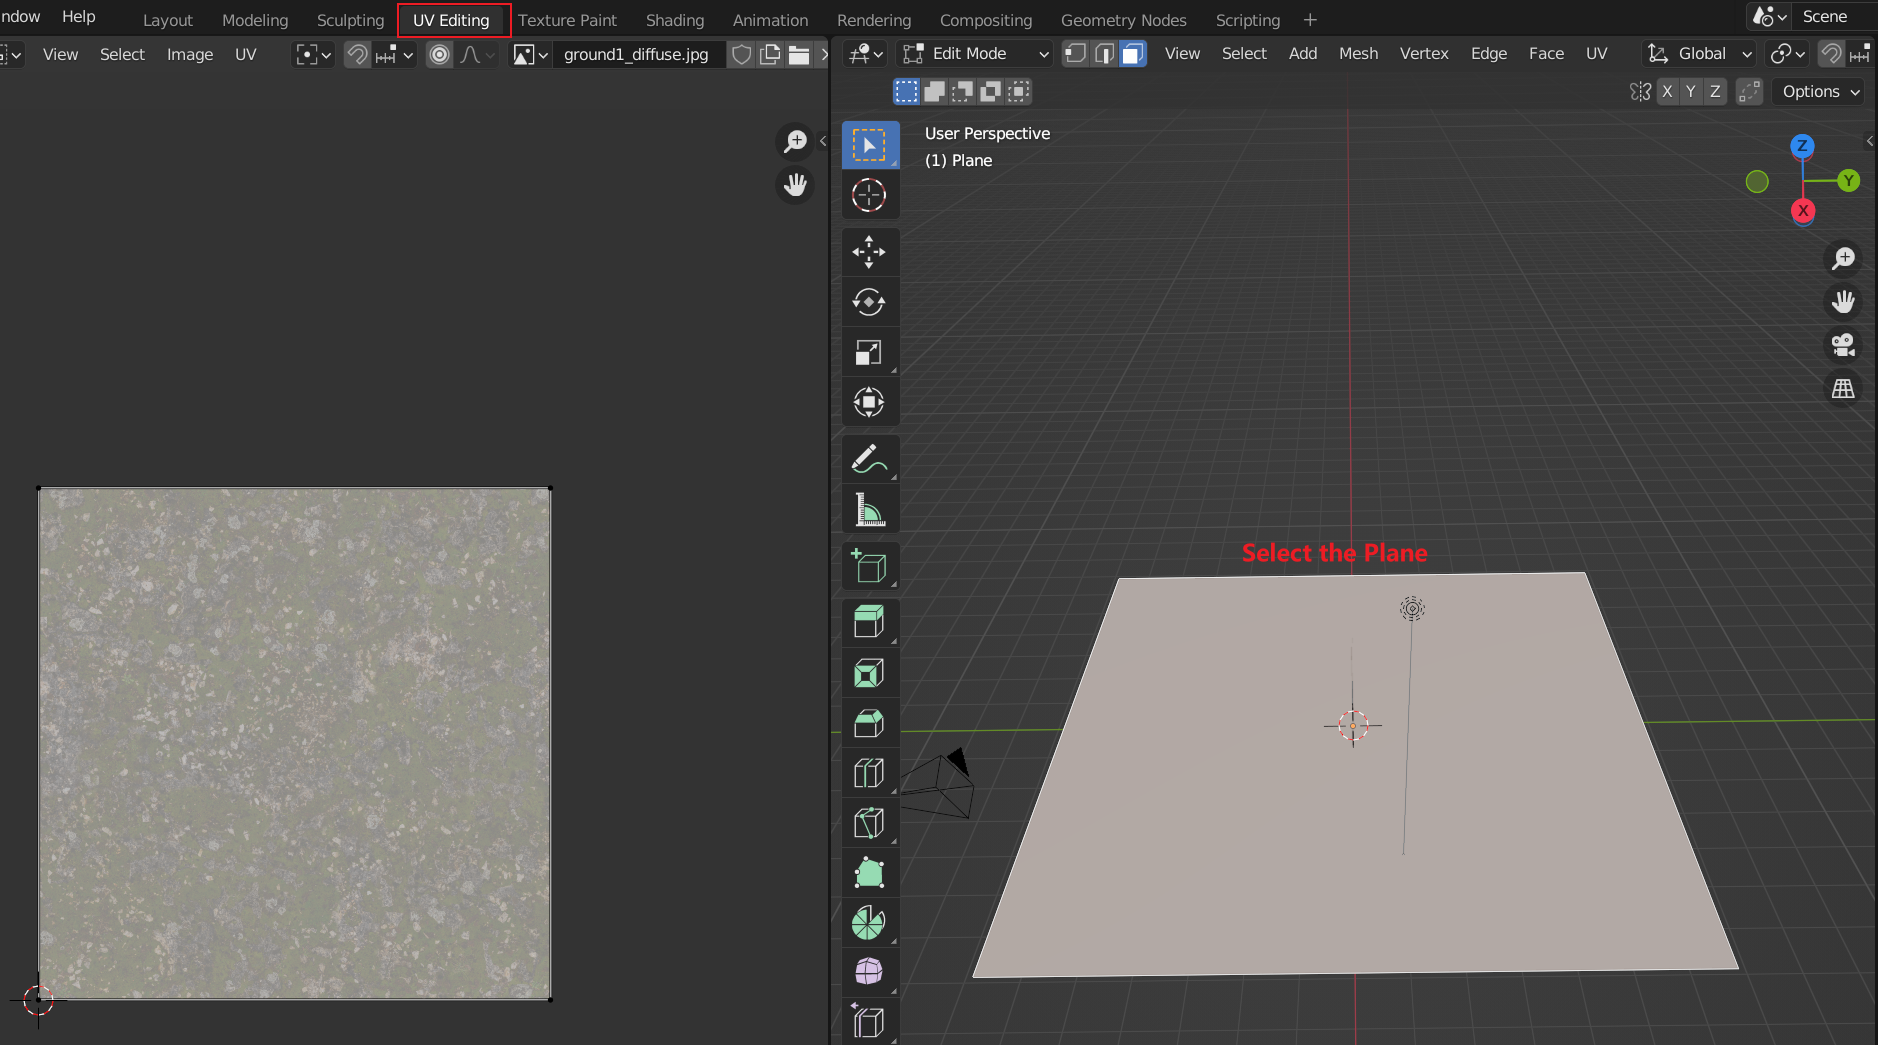 ndow Help Layout Modeling Sculpting UV Editing Texture Paint Shading Animation Rendering Compositing Geometry Nodes Scripting + Scene
View Select Image UV ground1_diffuse.jpg
Edit Mode View Select Add Mesh Vertex Edge Face UV Global
X Y Z Options
User Perspective
(1) Plane
Z
Y
X
Select the Plane